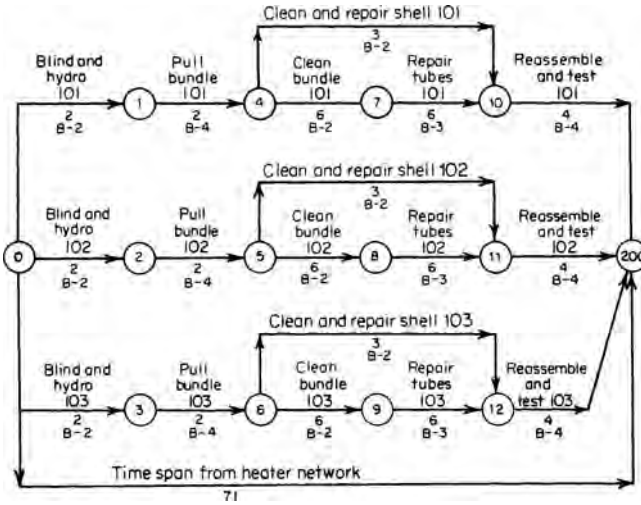 Clean and repair shell 101
3
B-2
Blind and
hydro
101
2
B-2
Pull
bundle
101
2
B-4
Clean
bundle
101
6
B-2
Repair
tubes
101
6
B-3
Reassemble
and test
101
4
B-4
1
4
7
10
Clean and repair shell 102
3
B-2
Blind and
hydro
102
2
B-2
Pull
bundle
102
2
B-4
Clean
bundle
102
6
B-2
Repair
tubes
102
6
B-3
Reassemble
and test
102
4
B-4
0
2
5
8
11
200
Clean and repair shell 103
3
B-2
Blind and
hydro
103
2
B-2
Pull
bundle
103
2
B-4
Clean
bundle
103
6
B-2
Repair
tubes
103
6
B-3
Reassemble
and
test 103
4
B-4
3
6
9
12
Time span from heater network
71